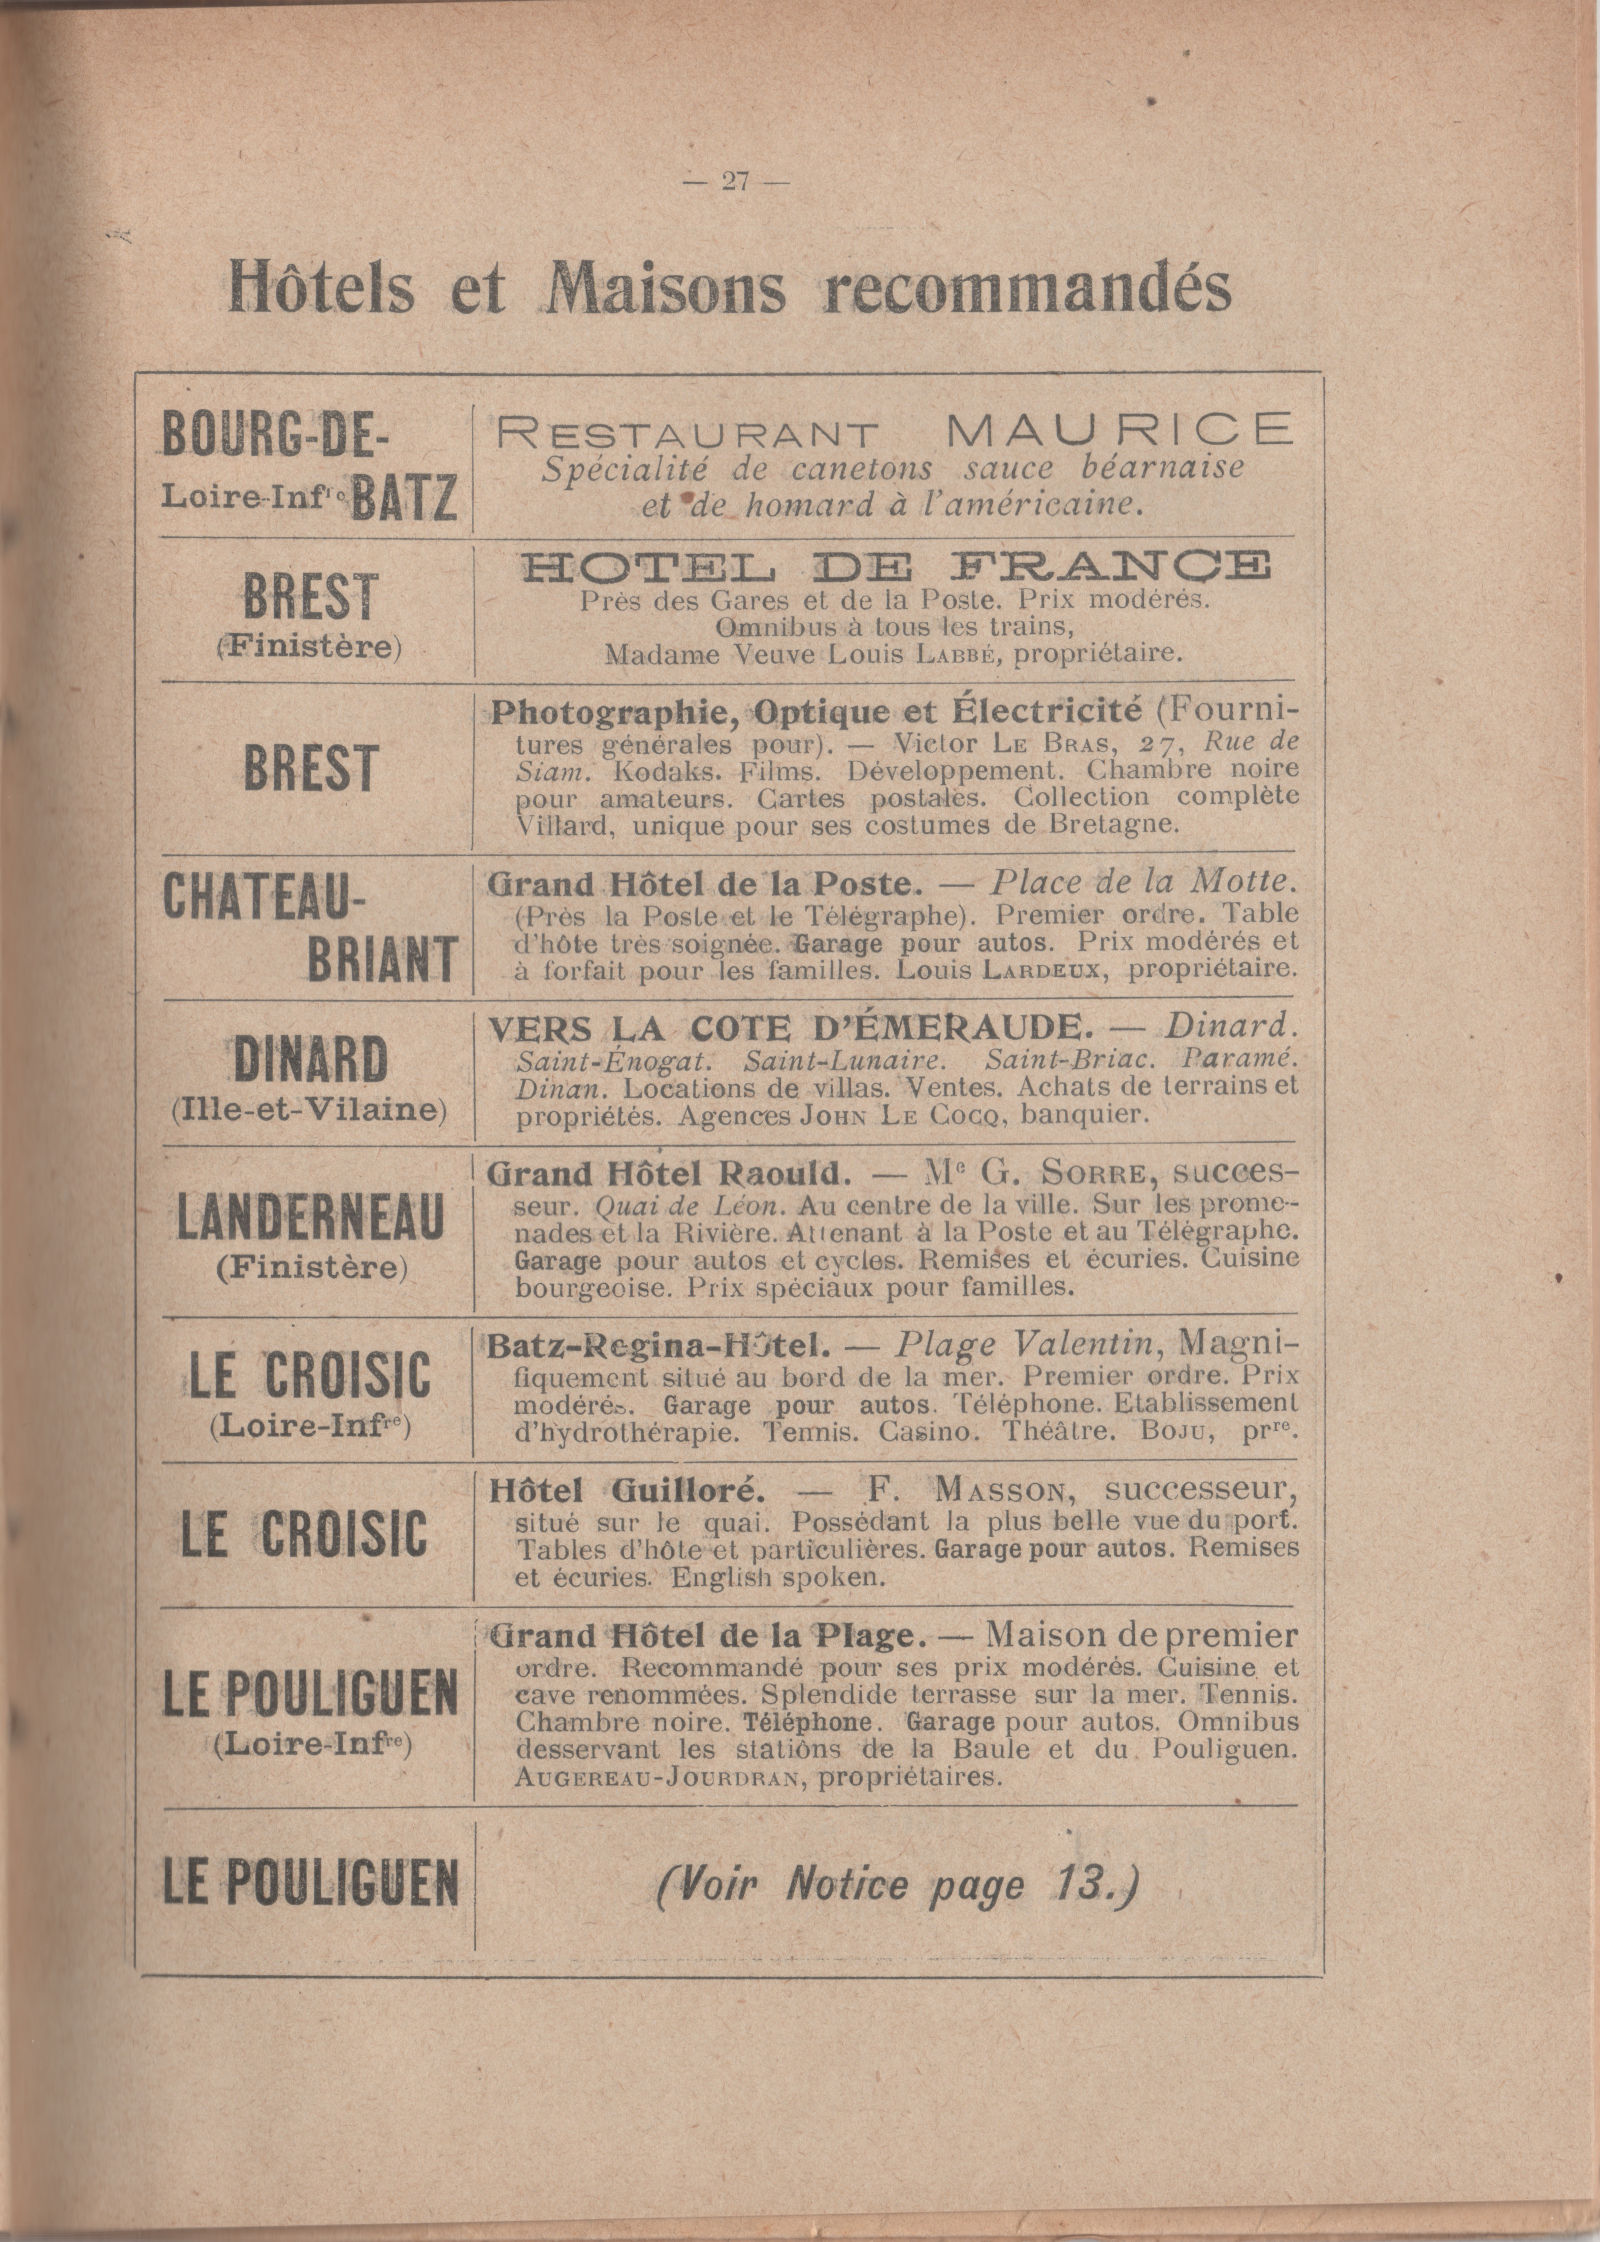 — 27 —
Hôtels et Maisons recommandés
BOURG-DE-
Loire-Infre BATZ
RESTAURANT MAURICE
Spécialité de canetons sauce béarnaise
et de homard à l'américaine.
BREST
(Finistère)
HOTEL DE FRANCE
Près des Gares et de la Poste. Prix modérés.
Omnibus à tous les trains,
Madame Veuve Louis LABBÉ, propriétaire.
BREST
Photographie, Optique et Électricité (Fourni-
tures générales pour). — Victor LE BRAS, 27, Rue de
Siam. Kodaks. Films. Développement. Chambre noire
pour amateurs. Cartes postales. Collection complète
Villard, unique pour ses costumes de Bretagne.
CHATEAU-
BRIANT
Grand Hôtel de la Poste. — Place de la Motte.
(Près la Poste et le Télégraphe). Premier ordre. Table
d'hôte très soignée. Garage pour autos. Prix modérés et
à forfait pour les familles. Louis LARDEUX, propriétaire.
DINARD
(Ille-et-Vilaine)
VERS LA COTE D'ÉMERAUDE. — Dinard.
Saint-Énogat. Saint-Lunaire. Saint-Briac. Paramé.
Dinan. Locations de villas. Ventes. Achats de terrains et
propriétés. Agences JOHN LE COCQ, banquier.
LANDERNEAU
(Finistère)
Grand Hôtel Raould. — Me G. SORRE, succes-
seur. Quai de Léon. Au centre de la ville. Sur les prome-
nades et la Rivière. Attenant à la Poste et au Télégraphe.
Garage pour autos et cycles. Remises et écuries. Cuisine
bourgeoise. Prix spéciaux pour familles.
LE CROISIC
(Loire-Infre)
Batz-Regina-Hôtel. — Plage Valentin, Magni-
fiquement situé au bord de la mer. Premier ordre. Prix
modérés. Garage pour autos. Téléphone. Etablissement
d'hydrothérapie. Tennis. Casino. Théâtre. BOJU, prre.
LE CROISIC
Hôtel Guilloré. — F. MASSON, successeur,
situé sur le quai. Possédant la plus belle vue du port.
Tables d'hôte et particulières. Garage pour autos. Remises
et écuries. English spoken.
LE POULIGUEN
(Loire-Infre)
Grand Hôtel de la Plage. — Maison de premier
ordre. Recommandé pour ses prix modérés. Cuisine et
cave renommées. Splendide terrasse sur la mer. Tennis.
Chambre noire. Téléphone. Garage pour autos. Omnibus
desservant les stations de la Baule et du Pouliguen.
AUGEREAU-JOURDRAN, propriétaires.
LE POULIGUEN
(Voir Notice page 13.)